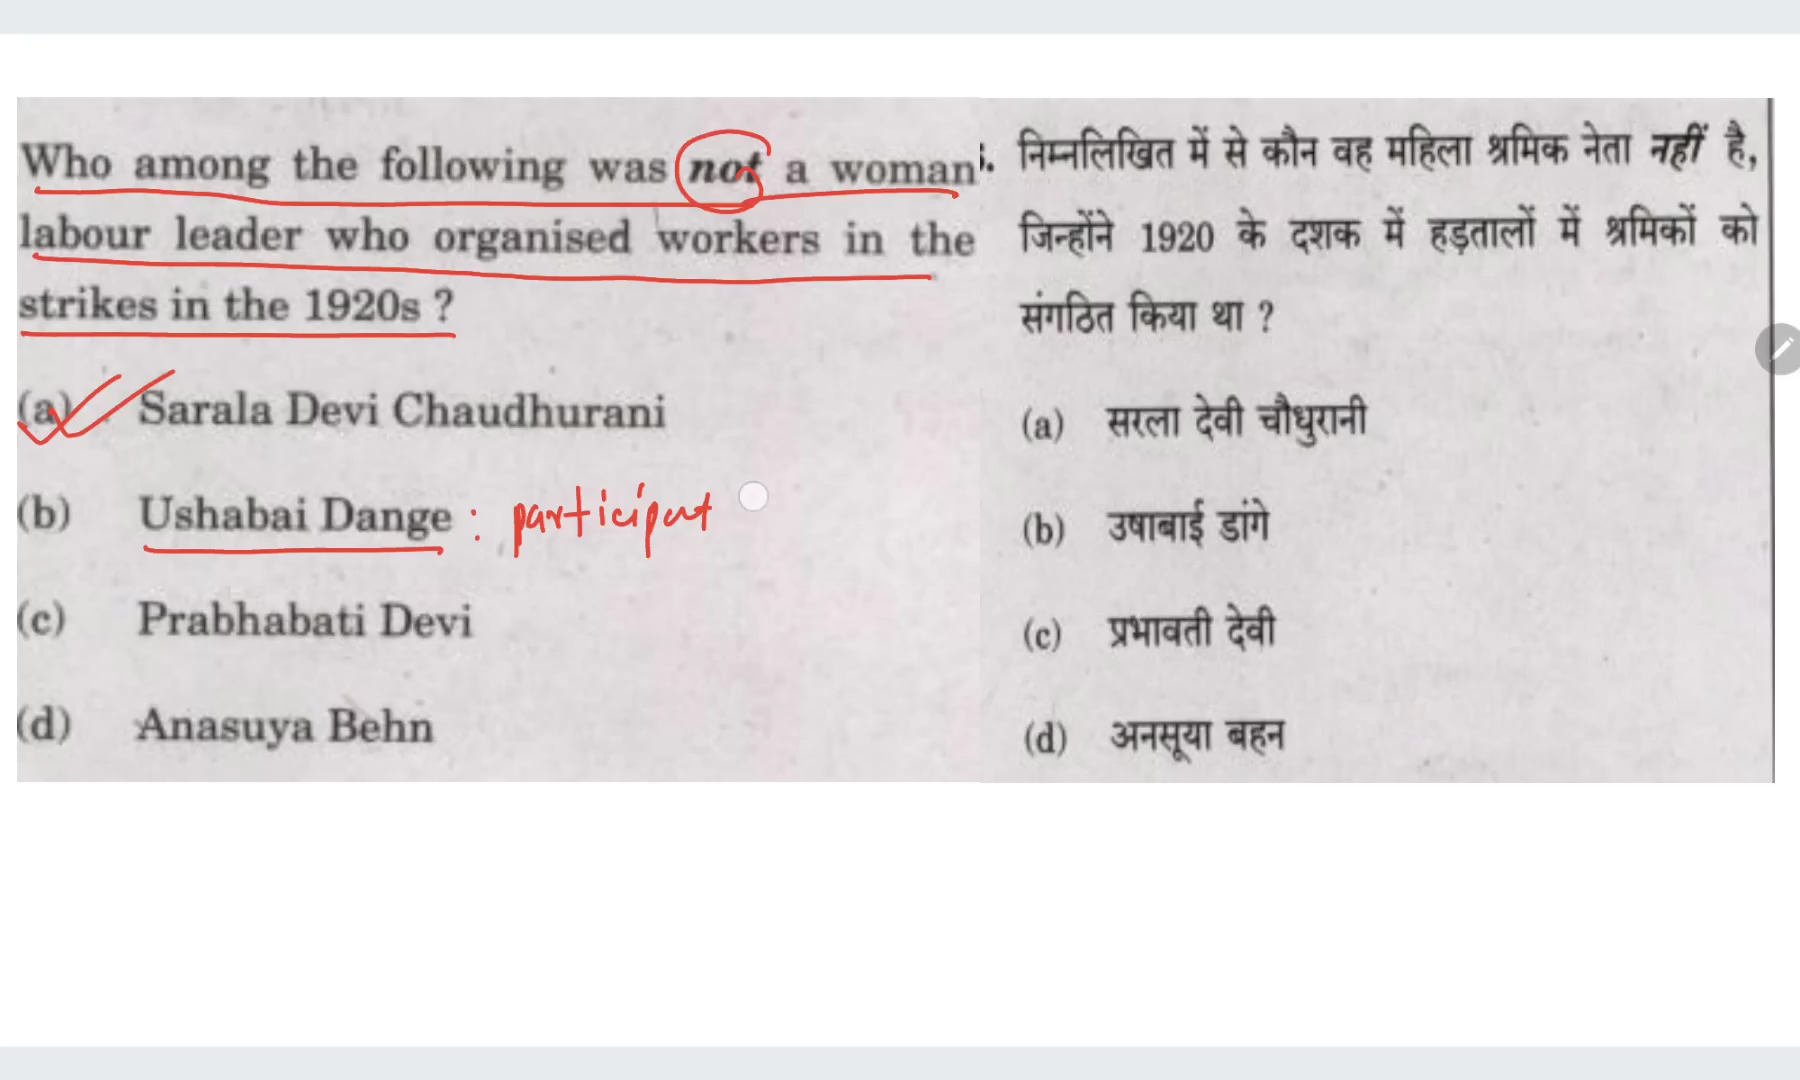 Who among the following was not a woman
labour leader who organised workers in the
strikes in the 1920s ?
(a) Sarala Devi Chaudhurani
(b) Ushabai Dange : participat
(c) Prabhabati Devi
(d) Anasuya Behn
निम्नलिखित में से कौन वह महिला श्रमिक नेता नहीं है,
जिन्होंने 1920 के दशक में हड़तालों में श्रमिकों को
संगठित किया था ?
(a) सरला देवी चौधुरानी
(b) उषाबाई डांगे
(c) प्रभावती देवी
(d) अनसूया बहन